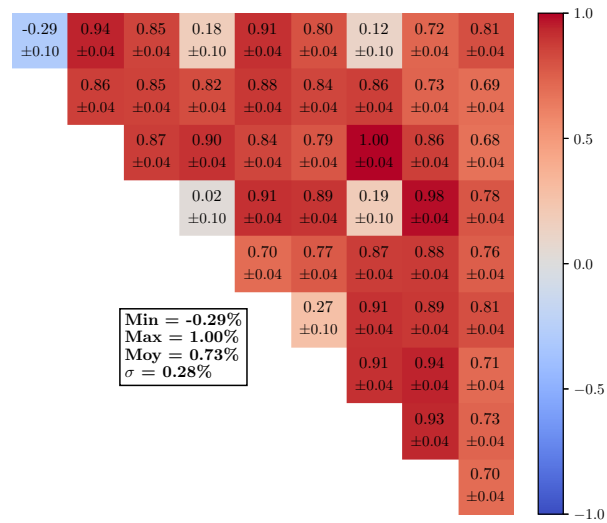 -0.29 0.94 0.85 0.18 0.91 0.80 0.12 0.72 0.81
±0.10 ±0.04 ±0.04 ±0.10 ±0.04 ±0.04 ±0.10 ±0.04 ±0.04
0.86 0.85 0.82 0.88 0.84 0.86 0.73 0.69
±0.04 ±0.04 ±0.04 ±0.04 ±0.04 ±0.04 ±0.04 ±0.04
0.87 0.90 0.84 0.79 1.00 0.86 0.68
±0.04 ±0.04 ±0.04 ±0.04 ±0.04 ±0.04 ±0.04
0.02 0.91 0.89 0.19 0.98 0.78
±0.10 ±0.04 ±0.04 ±0.10 ±0.04 ±0.04
0.70 0.77 0.87 0.88 0.76
±0.04 ±0.04 ±0.04 ±0.04 ±0.04
0.27 0.91 0.89 0.81
±0.10 ±0.04 ±0.04 ±0.04
0.91 0.94 0.71
±0.04 ±0.04 ±0.04
0.93 0.73
±0.04 ±0.04
0.70
±0.04
Min = -0.29%
Max = 1.00%
Moy = 0.73%
σ = 0.28%
1.0
0.5
0.0
−0.5
−1.0